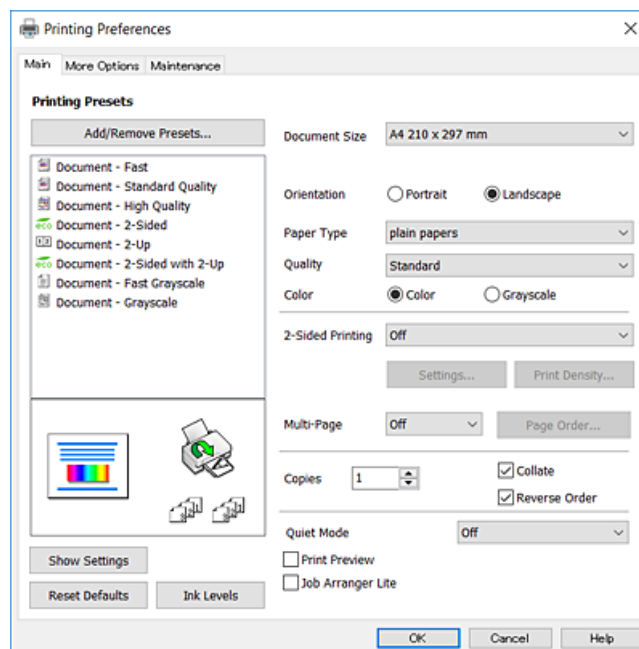 Printing Preferences
Main More Options Maintenance
Printing Presets
Add/Remove Presets...
Document - Fast
Document - Standard Quality
Document - High Quality
eco Document - 2-Sided
Document - 2-Up
eco Document - 2-Sided with 2-Up
Document - Fast Grayscale
Document - Grayscale
Show Settings
Reset Defaults Ink Levels
Document Size A4 210 x 297 mm
Orientation Portrait Landscape
Paper Type plain papers
Quality Standard
Color Color Grayscale
2-Sided Printing Off
Settings... Print Density...
Multi-Page Off Page Order...
Copies 1 Collate
Reverse Order
Quiet Mode Off
Print Preview
Job Arranger Lite
OK Cancel Help